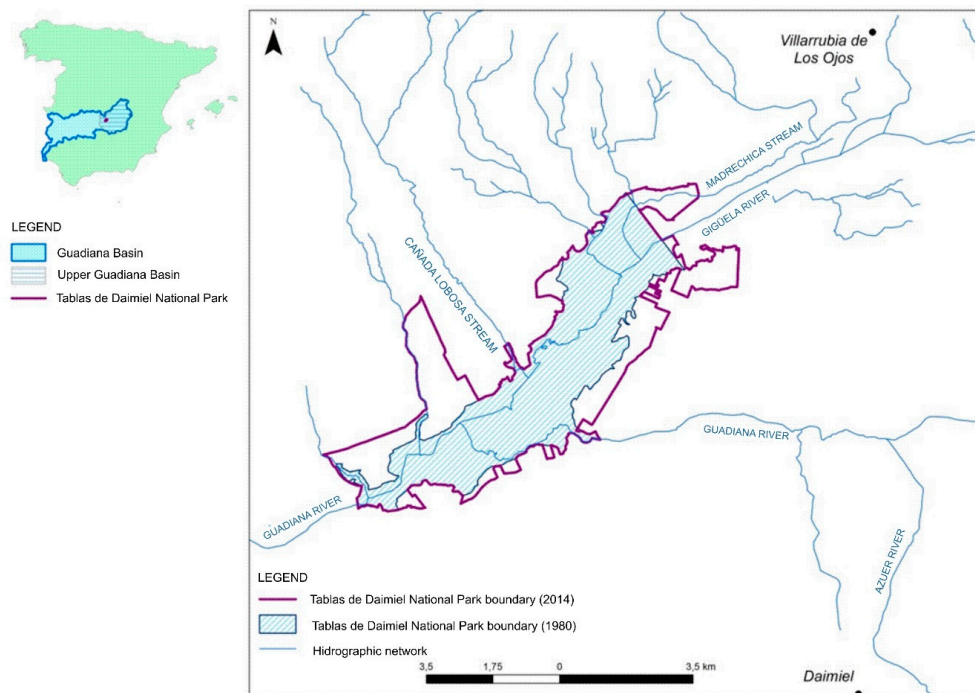 LEGEND
Guadiana Basin
Upper Guadiana Basin
Tablas de Daimiel National Park
N
Villarrubia de
Los Ojos
MADRECHICA STREAM
GIGÜELA RIVER
CAÑADA LOBOSA STREAM
GUADIANA RIVER
GUADIANA RIVER
AZUER RIVER
LEGEND
Tablas de Daimiel National Park boundary (2014)
Tablas de Daimiel National Park boundary (1980)
Hidrographic network
3,5 1,75 0 3,5 km
Daimiel